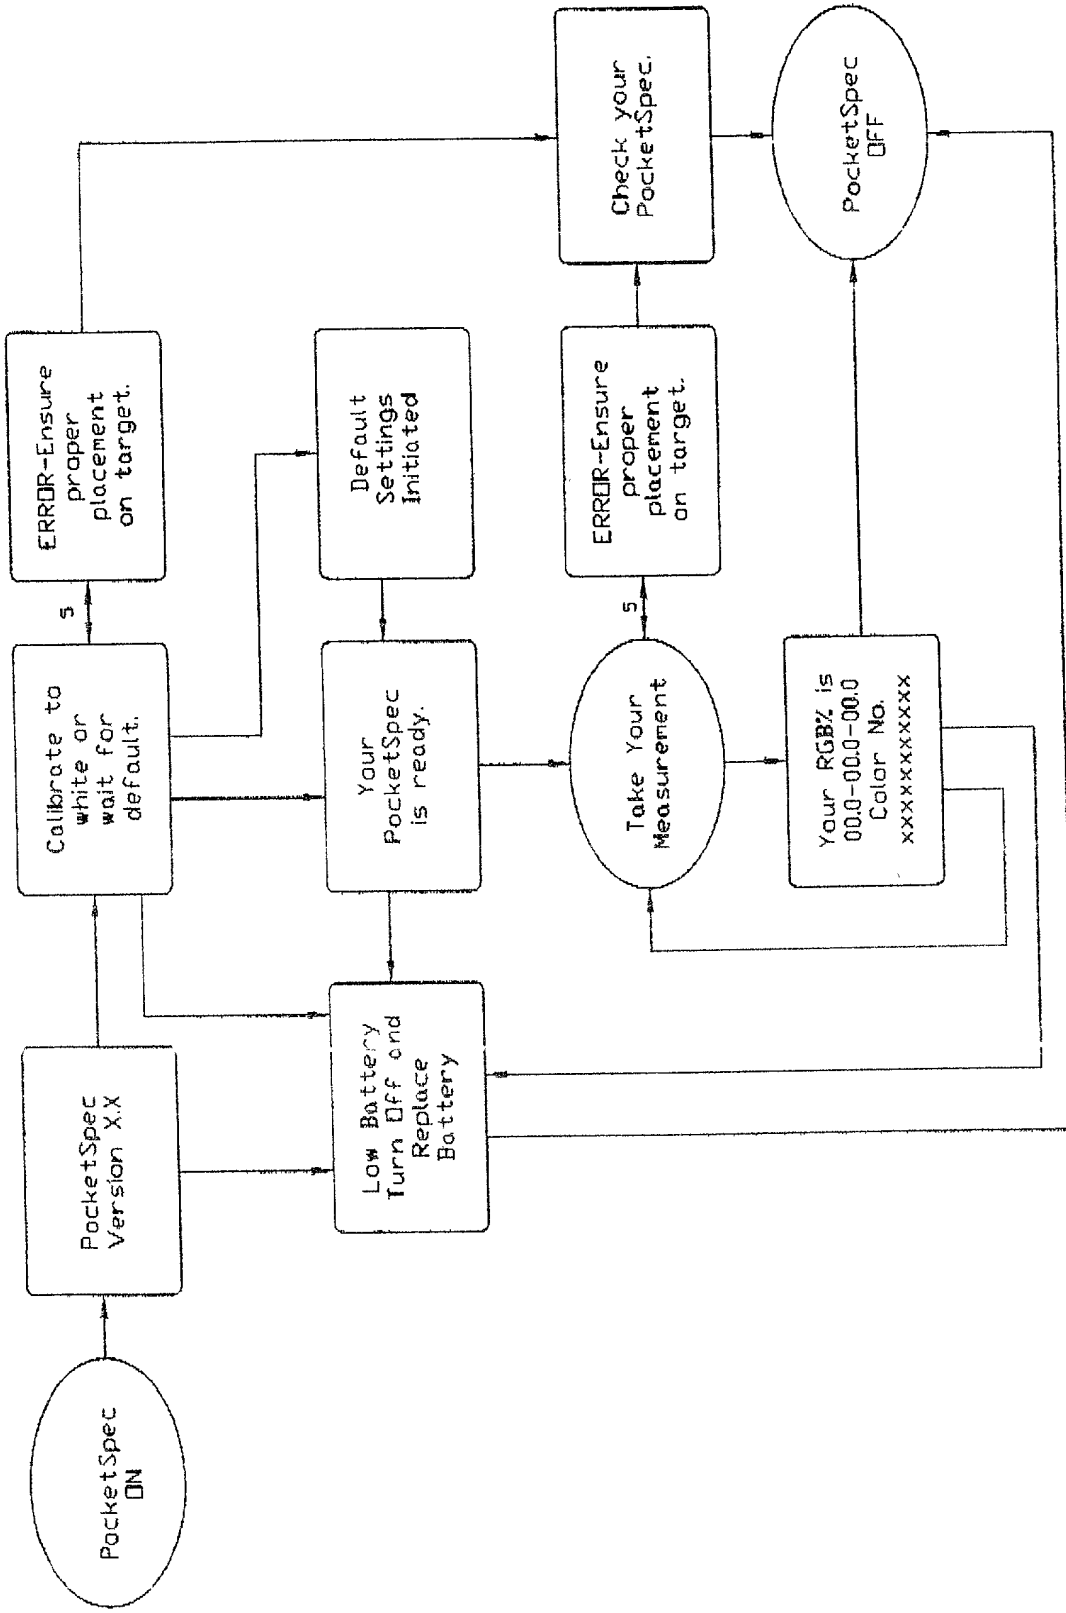 PocketSpec
ON
PocketSpec
Version X.X
Calibrate to
white or
wait for
default.
5
ERROR-Ensure
proper
placement
on target.
Low Battery
Turn Off and
Replace
Battery
Your
PocketSpec
is ready.
Default
Settings
Initiated
Take Your
Measurement
5
ERROR-Ensure
proper
placement
on target.
Check your
PocketSpec.
Your RGB% is
00.0-00.0-00.0
Color No.
xxxxxxxxxxxx
PocketSpec
OFF